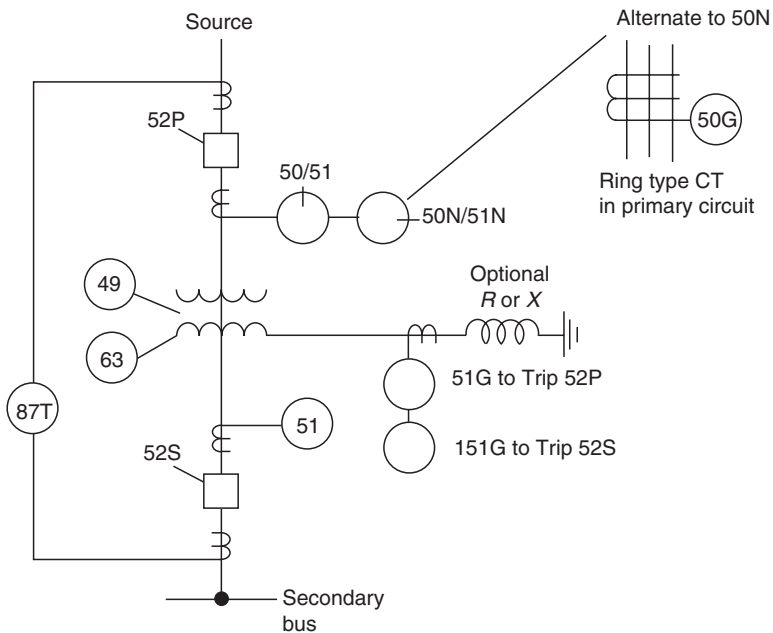 Source
Alternate to 50N
52P
50G
50/51
Ring type CT
in primary circuit
50N/51N
49
Optional
R or X
63
51G to Trip 52P
87T
51
151G to Trip 52S
52S
Secondary
bus